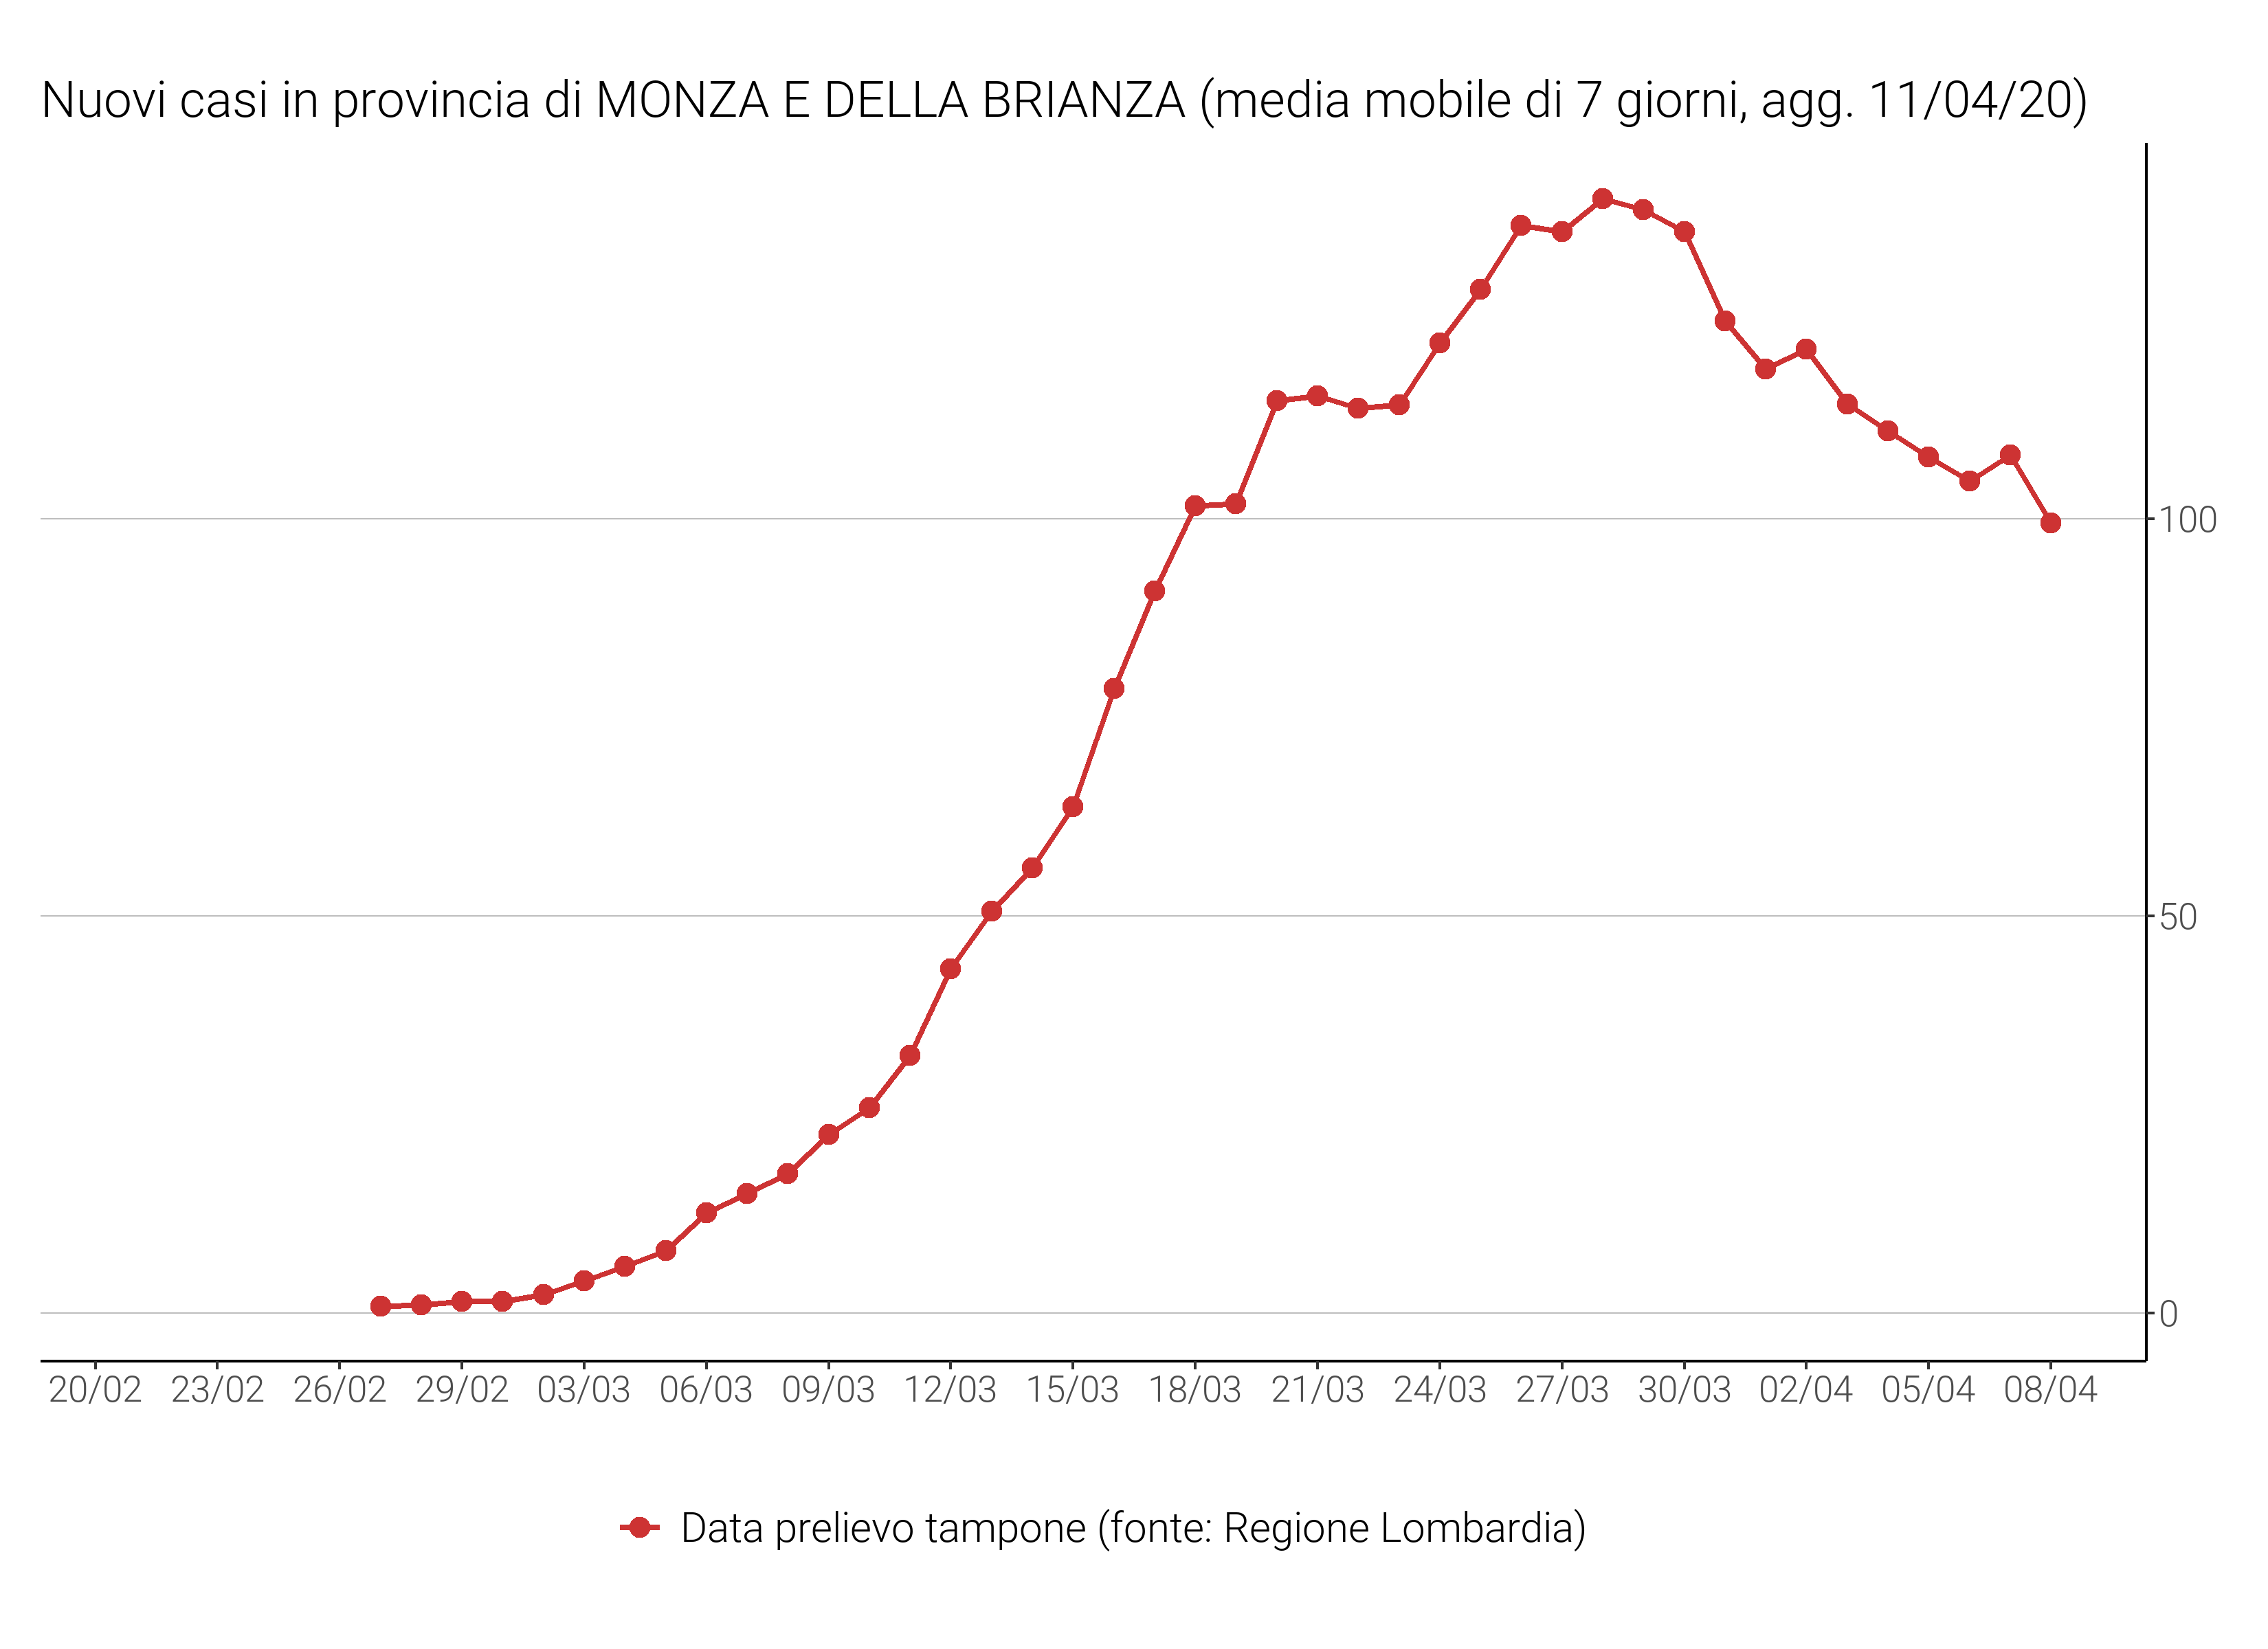 Nuovi casi in provincia di MONZA E DELLA BRIANZA (media mobile di 7 giorni, agg. 11/04/20)
100
50
0
20/02 23/02 26/02 29/02 03/03 06/03 09/03 12/03 15/03 18/03 21/03 24/03 27/03 30/03 02/04 05/04 08/04
Data prelievo tampone (fonte: Regione Lombardia)